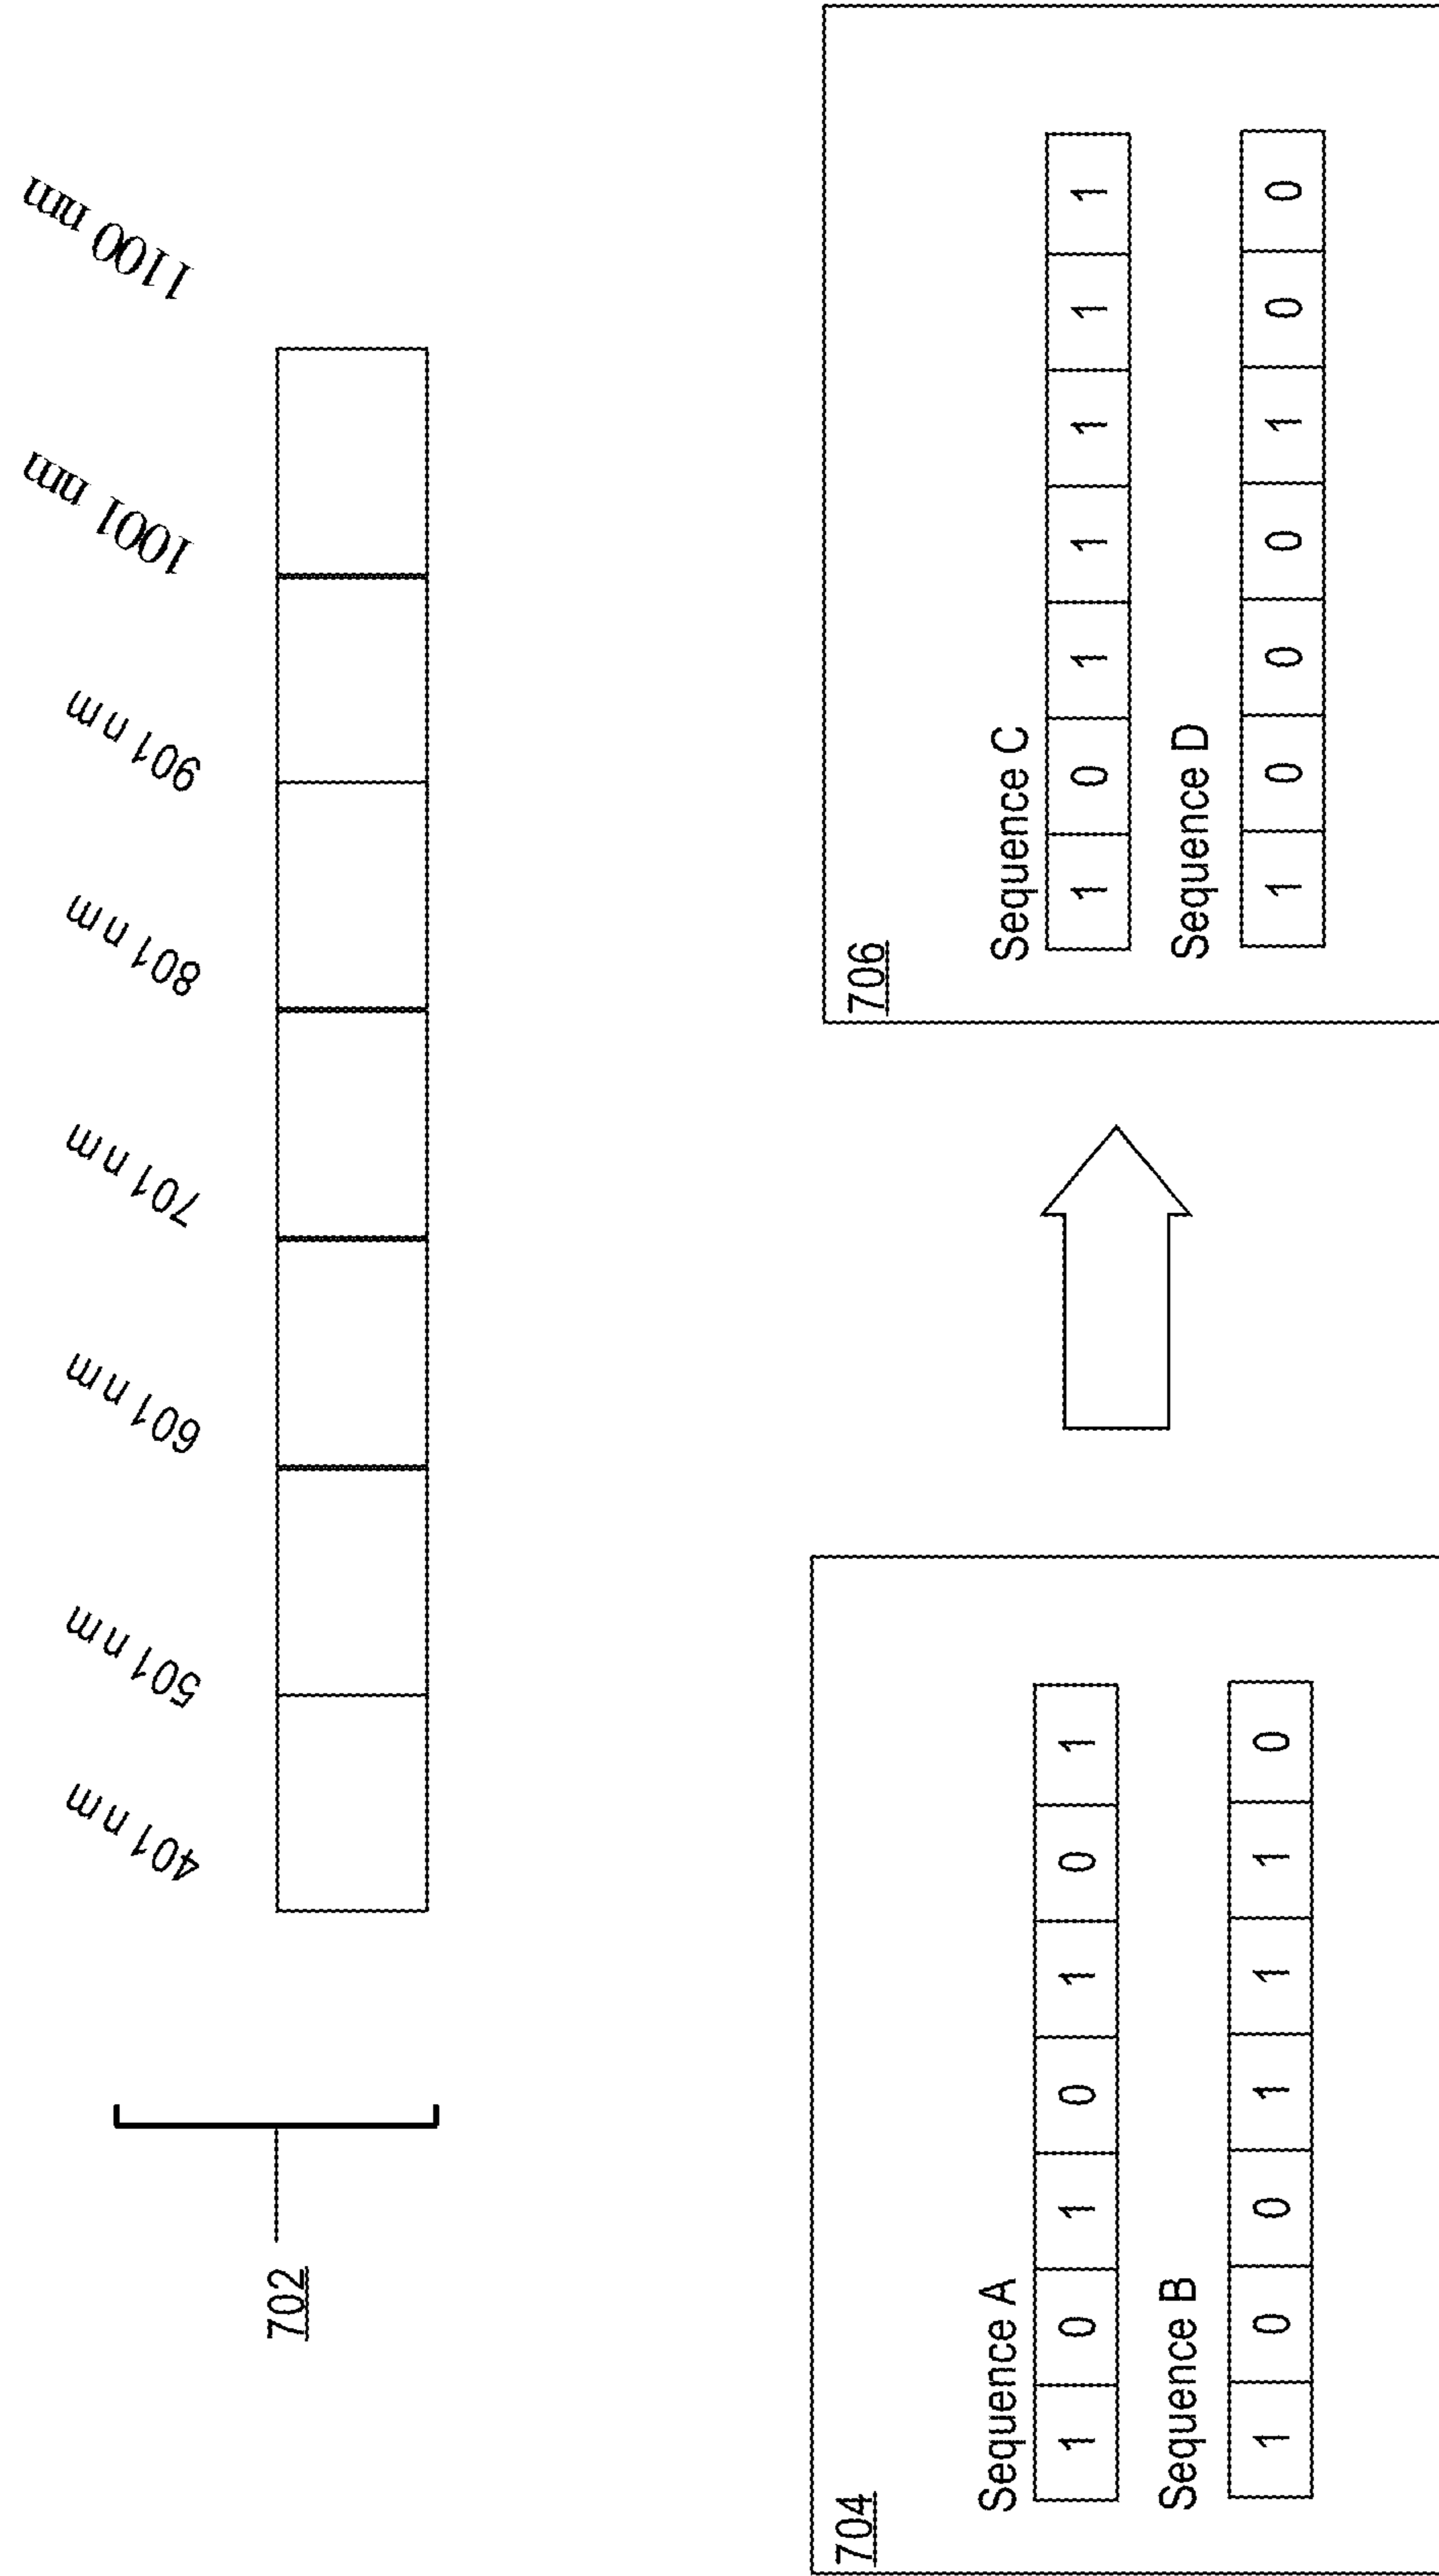 401 nm
501 nm
601 nm
701 nm
801 nm
901 nm
1001 nm
1100 nm
702
704
Sequence A
1 0 1 0 1 0 1
Sequence B
1 0 0 1 1 1 0
706
Sequence C
1 0 1 1 1 1 1
Sequence D
1 0 0 0 1 0 0